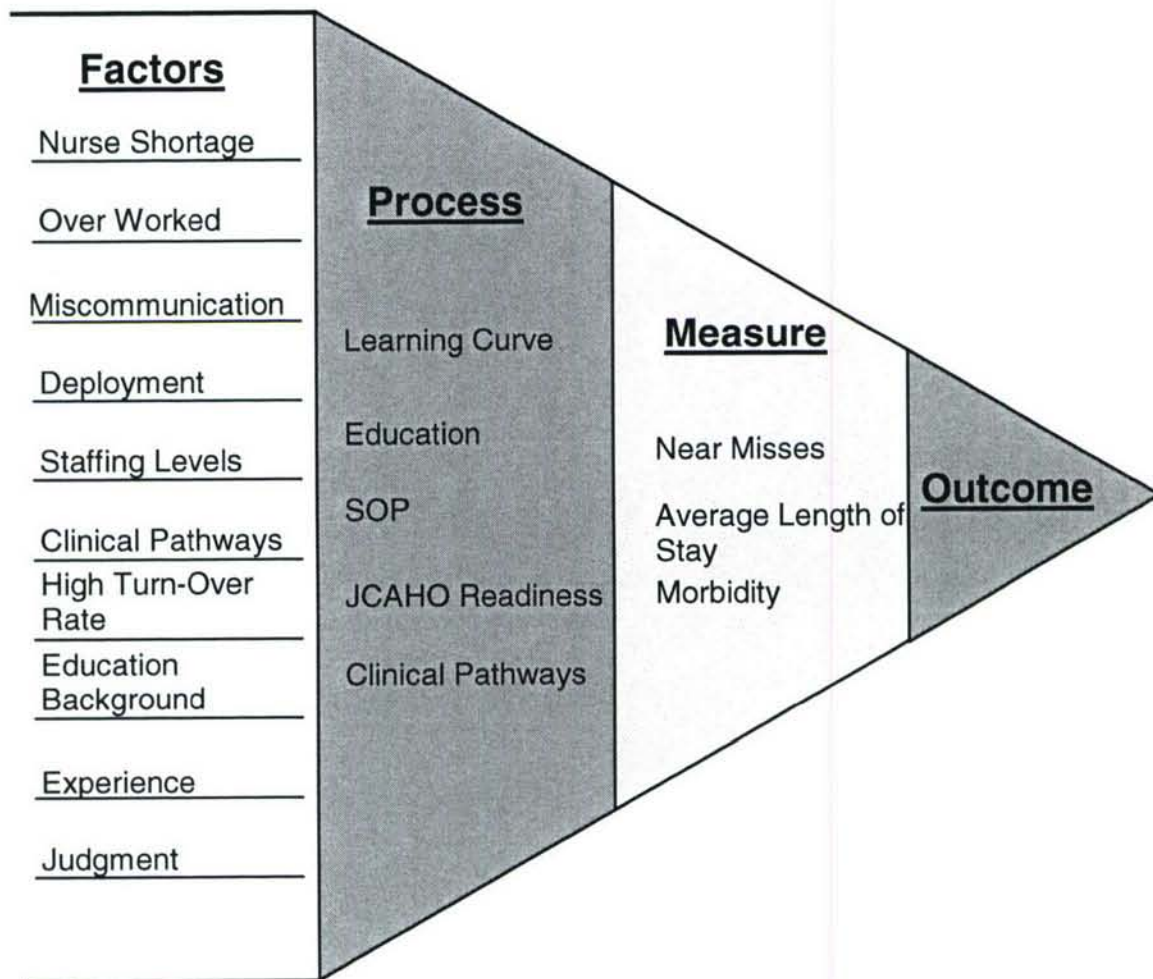 Factors
Nurse Shortage
Over Worked
Miscommunication
Deployment
Staffing Levels
Clinical Pathways
High Turn-Over
Rate
Education
Background
Experience
Judgment
Process
Learning Curve
Education
SOP
JCAHO Readiness
Clinical Pathways
Measure
Near Misses
Average Length of
Stay
Morbidity
Outcome